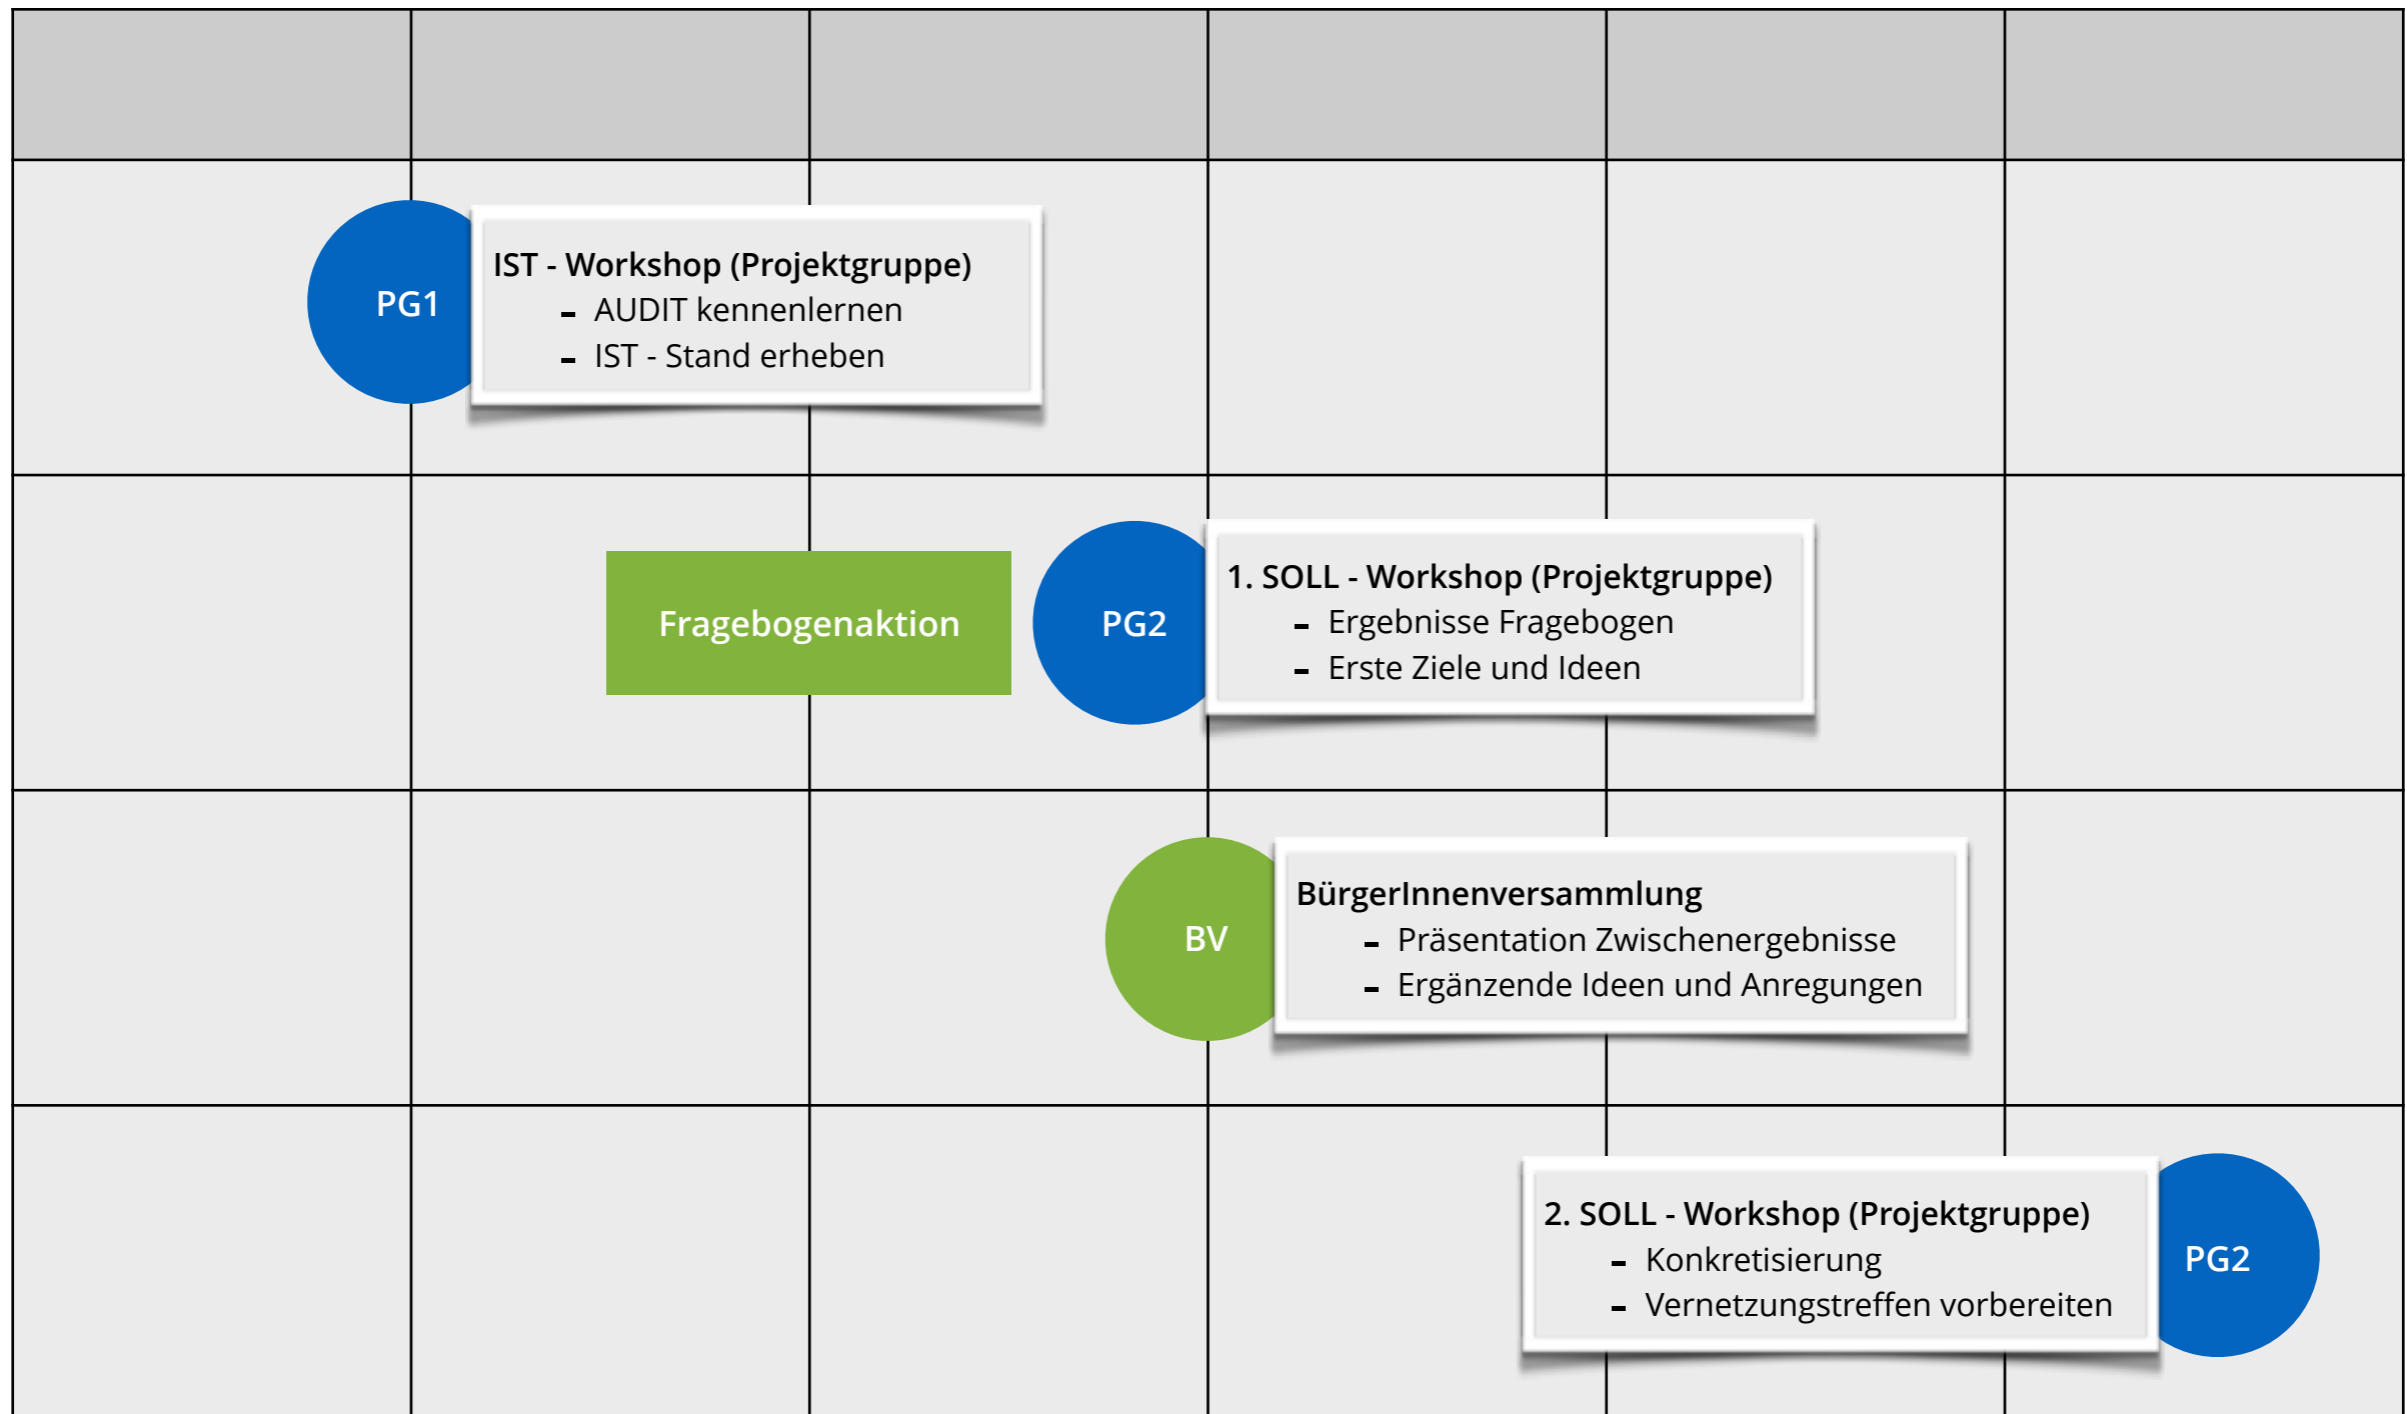 PG1
IST - Workshop (Projektgruppe)
- AUDIT kennenlernen
- IST - Stand erheben
Fragebogenaktion
PG2
1. SOLL - Workshop (Projektgruppe)
- Ergebnisse Fragebogen
- Erste Ziele und Ideen
BV
BürgerInnenversammlung
- Präsentation Zwischenergebnisse
- Ergänzende Ideen und Anregungen
2. SOLL - Workshop (Projektgruppe)
- Konkretisierung
- Vernetzungstreffen vorbereiten
PG2